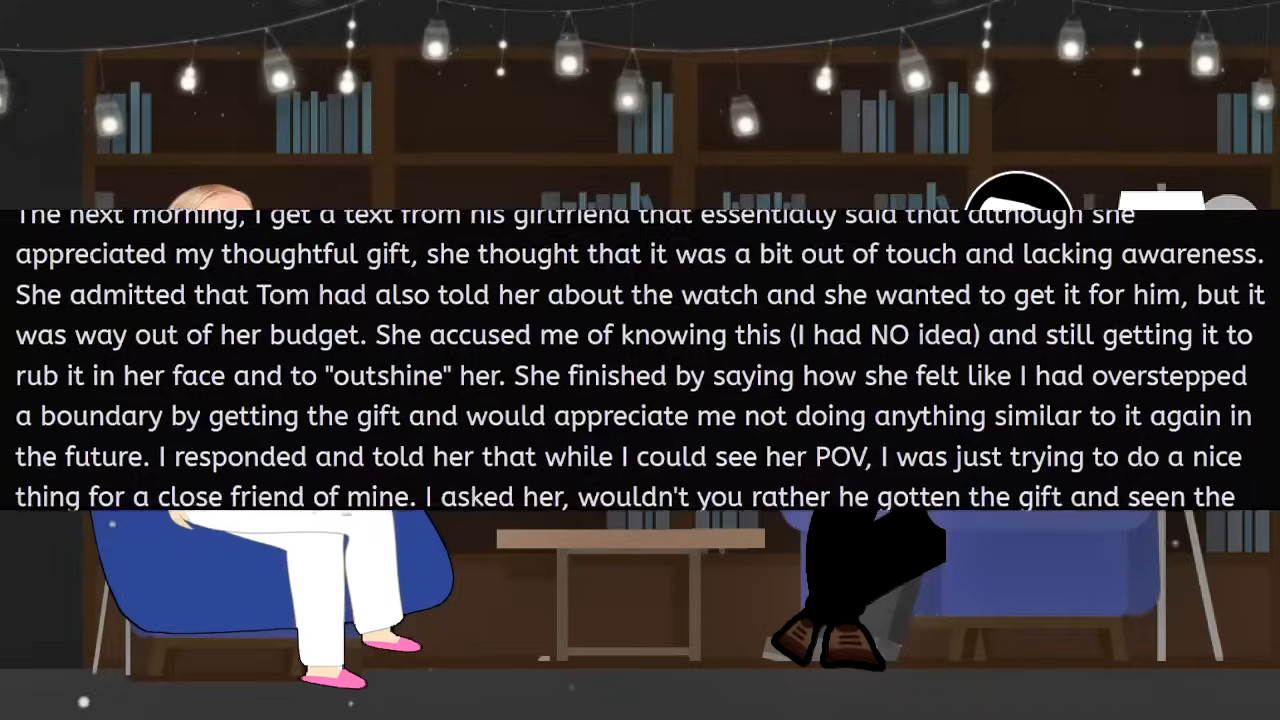 The next morning, I get a text from his girlfriend that essentially said that although she
appreciated my thoughtful gift, she thought that it was a bit out of touch and lacking awareness.
She admitted that Tom had also told her about the watch and she wanted to get it for him, but it
was way out of her budget. She accused me of knowing this (I had NO idea) and still getting it to
rub it in her face and to "outshine" her. She finished by saying how she felt like I had overstepped
a boundary by getting the gift and would appreciate me not doing anything similar to it again in
the future. I responded and told her that while I could see her POV, I was just trying to do a nice
thing for a close friend of mine. I asked her, wouldn't you rather he gotten the gift and seen the